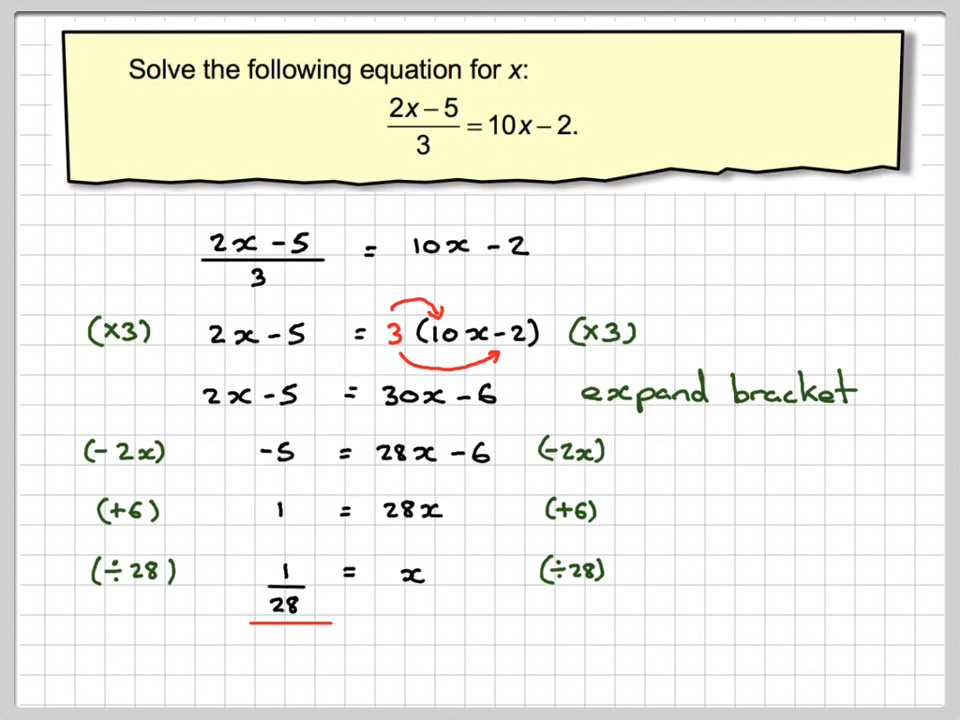 Solve the following equation for x:
2x – 5
3
= 10x – 2.
2x – 5
3
= 10x – 2
(×3) 2x – 5 = 3 (10x – 2) (×3)
2x – 5 = 30x – 6 expand bracket
(– 2x) –5 = 28x – 6 (–2x)
(+6) 1 = 28x (+6)
(÷28) 1 = x (÷28)
28